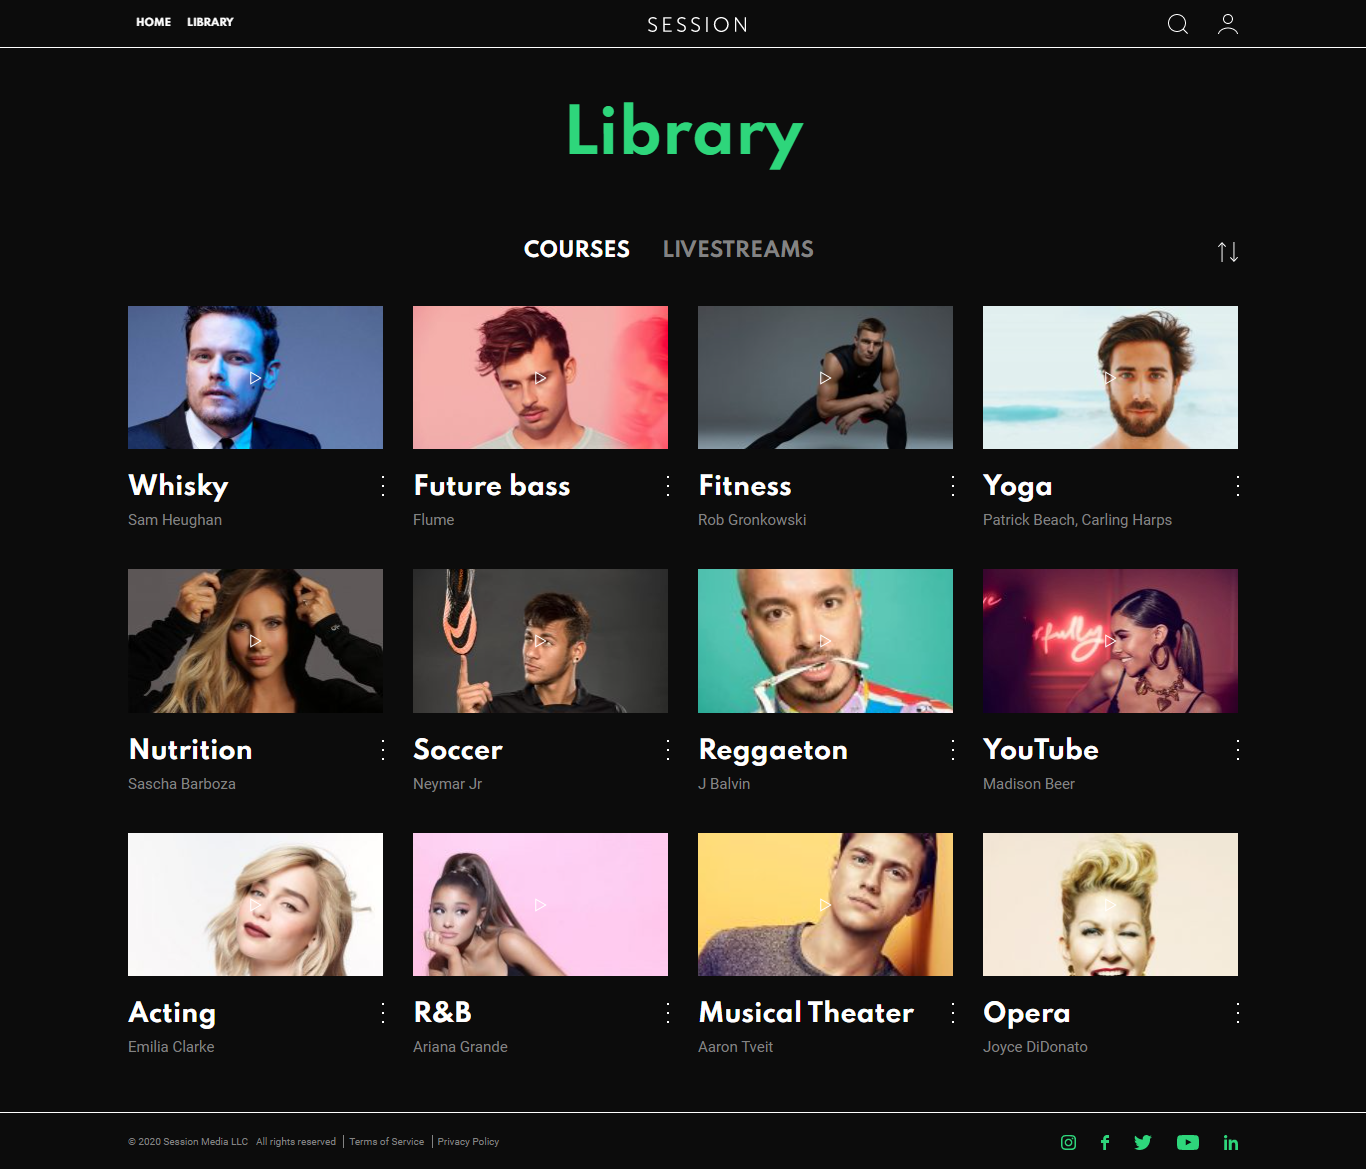 HOME LIBRARY SESSION
Library
COURSES LIVESTREAMS
Whisky
Sam Heughan
Future bass
Flume
Fitness
Rob Gronkowski
Yoga
Patrick Beach, Carling Harps
Nutrition
Sascha Barboza
Soccer
Neymar Jr
Reggaeton
J Balvin
YouTube
Madison Beer
Acting
Emilia Clarke
R&B
Ariana Grande
Musical Theater
Aaron Tveit
Opera
Joyce DiDonato
© 2020 Session Media LLC All rights reserved | Terms of Service | Privacy Policy